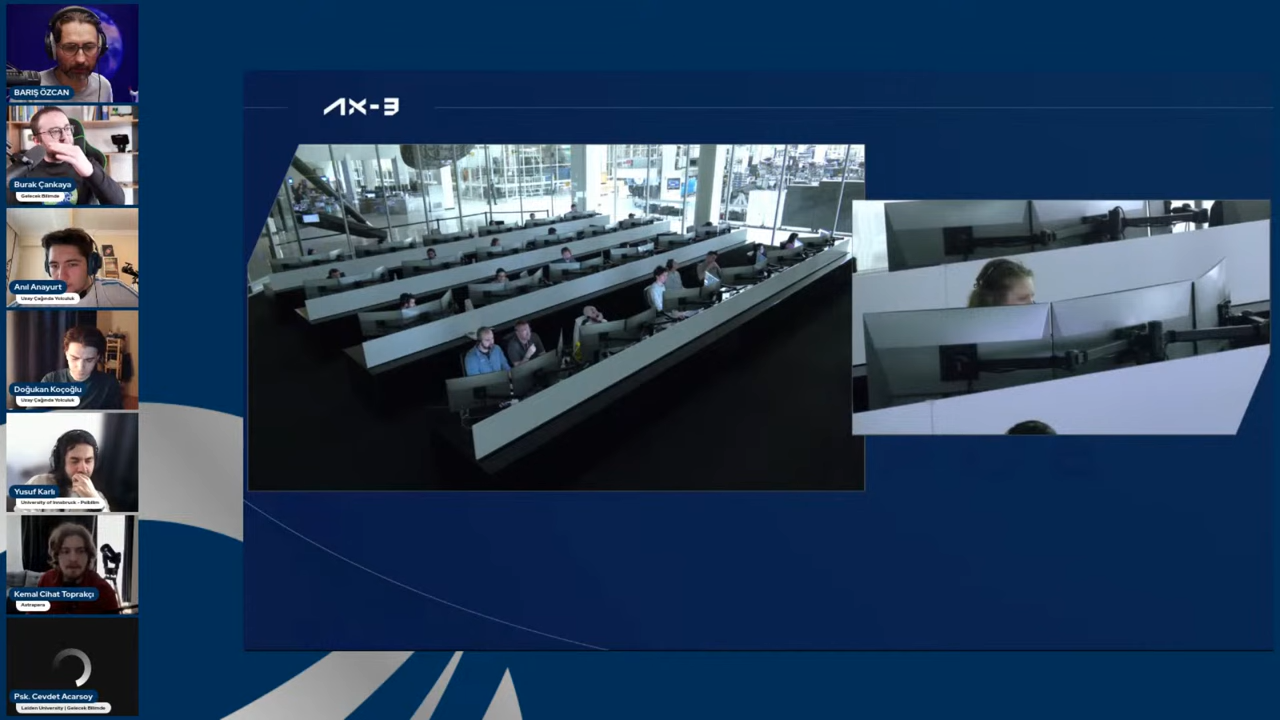 BARIŞ ÖZCAN
Burak Çankaya
Gelecek Bilimde
Anıl Anayurt
Uzay Çağında Yolculuk
Doğukan Koçoğlu
Uzay Çağında Yolculuk
Yusuf Karlı
University of Innsbruck - Polidilm
Kemal Cihat Toprakçı
Astrapera
Psk. Cevdet Acarsoy
Leiden University | Gelecek Bilimde
AX-3